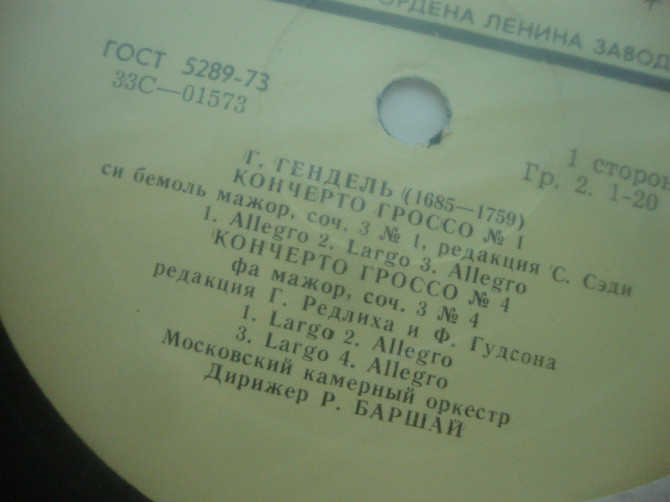 ОРДЕНА ЛЕНИНА ЗАВОД
ГОСТ 5289-73
33С—01573
1 сторон
Гр. 2. 1-20
Г. ГЕНДЕЛЬ (1685—1759)
КОНЧЕРТО ГРОССО № 1
си бемоль мажор, соч. 3 № 1, редакция С. Сэди
1. Allegro 2. Largo 3. Allegro
КОНЧЕРТО ГРОССО № 4
фа мажор, соч. 3 № 4
редакция Г. Редлиха и Ф. Гудсона
1. Largo 2. Allegro
3. Largo 4. Allegro
Московский камерный оркестр
Дирижер Р. БАРШАЙ